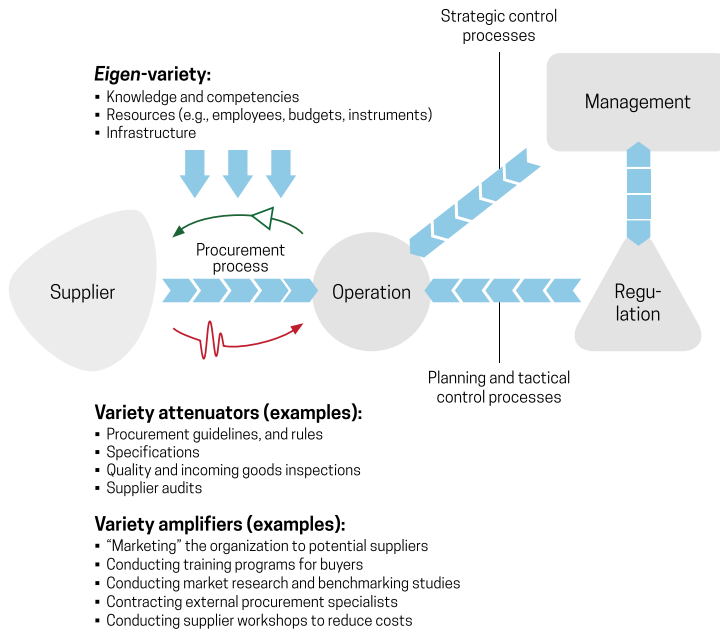 Strategic control
processes
Eigen-variety:
▪ Knowledge and competencies
▪ Resources (e.g., employees, budgets, instruments)
▪ Infrastructure
Management
Procurement
process
Supplier
Operation
Regu-
lation
Planning and tactical
control processes
Variety attenuators (examples):
▪ Procurement guidelines, and rules
▪ Specifications
▪ Quality and incoming goods inspections
▪ Supplier audits
Variety amplifiers (examples):
▪ “Marketing” the organization to potential suppliers
▪ Conducting training programs for buyers
▪ Conducting market research and benchmarking studies
▪ Contracting external procurement specialists
▪ Conducting supplier workshops to reduce costs